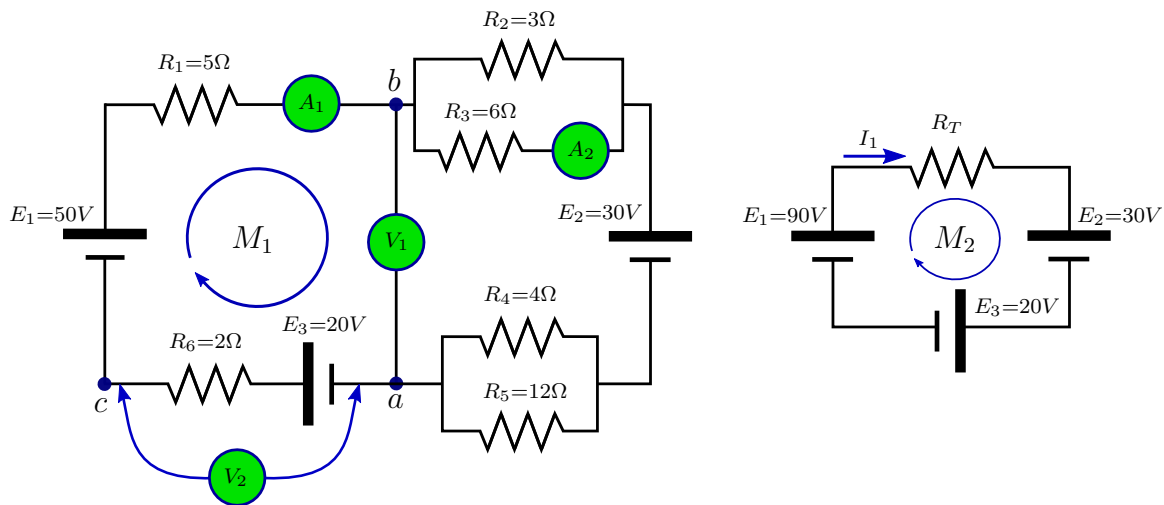 R₂=3Ω
R₁=5Ω
b
A₁
R₃=6Ω
A₂
I₁
R_T
E₁=50V
M₁
V₁
E₂=30V
E₁=90V
M₂
E₂=30V
R₄=4Ω
E₃=20V
E₃=20V
R₆=2Ω
c
a
R₅=12Ω
V₂